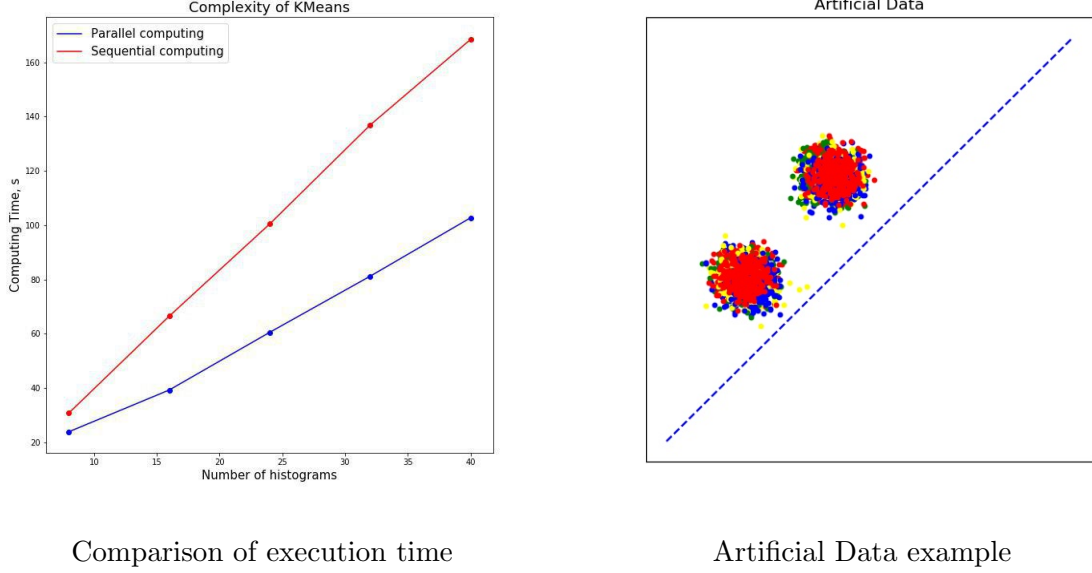 Complexity of KMeans
Parallel computing
Sequential computing
160
140
120
100
80
60
40
20
Computing Time, s
10
15
20
25
30
35
40
Number of histograms
Comparison of execution time
Artificial Data
Artificial Data example